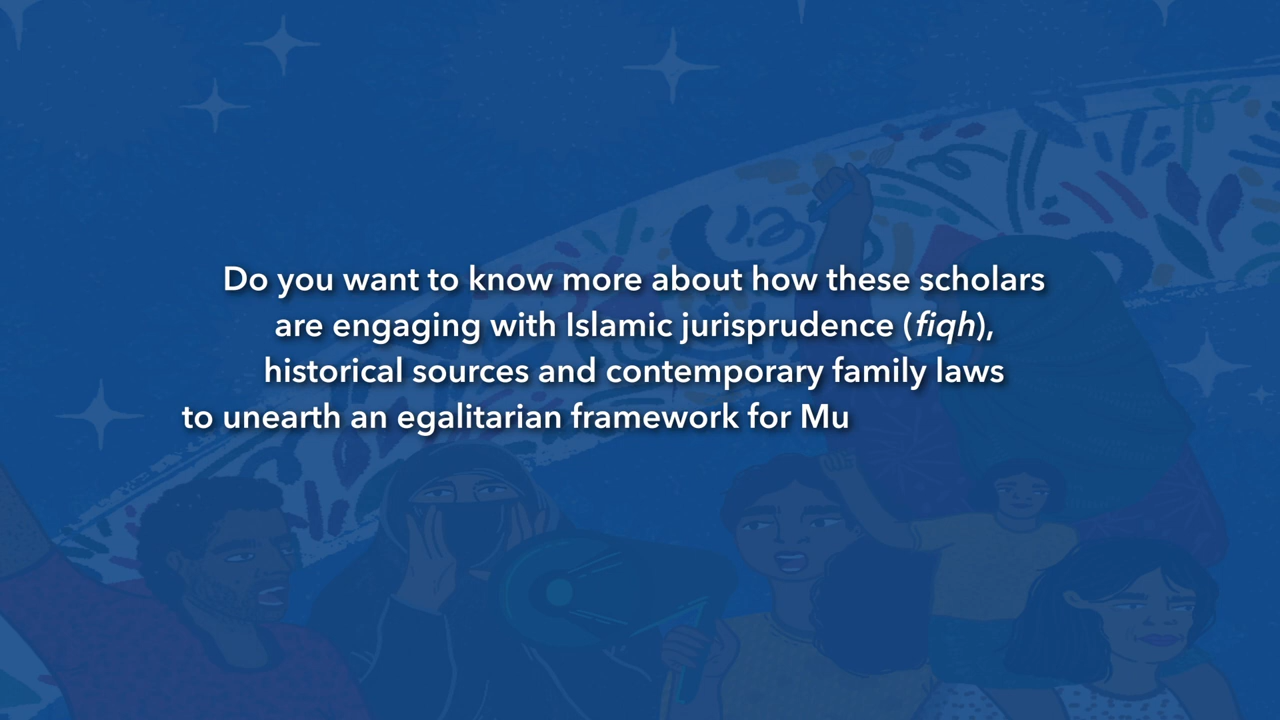 Do you want to know more about how these scholars
are engaging with Islamic jurisprudence (fiqh),
historical sources and contemporary family laws
to unearth an egalitarian framework for Mu